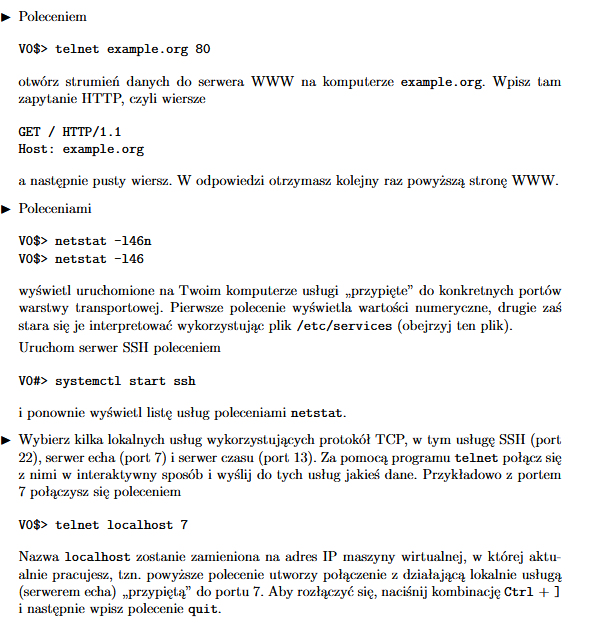 ▶ Poleceniem
V0$> telnet example.org 80
otwórz strumień danych do serwera WWW na komputerze example.org. Wpisz tam
zapytanie HTTP, czyli wiersze
GET / HTTP/1.1
Host: example.org
a następnie pusty wiersz. W odpowiedzi otrzymasz kolejny raz powyższą stronę WWW.
▶ Poleceniami
V0$> netstat -l46n
V0$> netstat -l46
wyświetl uruchomione na Twoim komputerze usługi „przypięte” do konkretnych portów
warstwy transportowej. Pierwsze polecenie wyświetla wartości numeryczne, drugie zaś
stara się je interpretować wykorzystując plik /etc/services (obejrzyj ten plik).
Uruchom serwer SSH poleceniem
V0#> systemctl start ssh
i ponownie wyświetl listę usług poleceniami netstat.
▶ Wybierz kilka lokalnych usług wykorzystujących protokół TCP, w tym usługę SSH (port
22), serwer echa (port 7) i serwer czasu (port 13). Za pomocą programu telnet połącz się
z nimi w interaktywny sposób i wyślij do tych usług jakieś dane. Przykładowo z portem
7 połączysz się poleceniem
V0$> telnet localhost 7
Nazwa localhost zostanie zamieniona na adres IP maszyny wirtualnej, w której aktu-
alnie pracujesz, tzn. powyższe polecenie utworzy połączenie z działającą lokalnie usługą
(serwerem echa) „przypiętą” do portu 7. Aby rozłączyć się, naciśnij kombinację Ctrl + ]
i następnie wpisz polecenie quit.